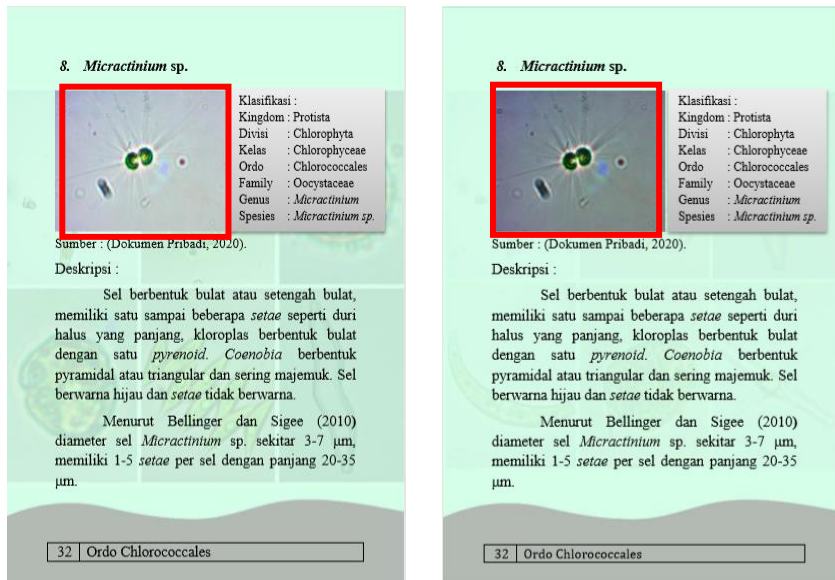 8. Micractinium sp.
Klasifikasi :
Kingdom : Protista
Divisi : Chlorophyta
Kelas : Chlorophyceae
Ordo : Chlorococcales
Family : Oocystaceae
Genus : Micractinium
Spesies : Micractinium sp.
Sumber : (Dokumen Pribadi, 2020).
Deskripsi :
Sel berbentuk bulat atau setengah bulat,
memiliki satu sampai beberapa setae seperti duri
halus yang panjang, kloroplas berbentuk bulat
dengan satu pyrenoid. Coenobia berbentuk
pyramidal atau triangular dan sering majemuk. Sel
berwarna hijau dan setae tidak berwarna.
Menurut Bellinger dan Sigee (2010)
diameter sel Micractinium sp. sekitar 3-7 μm,
memiliki 1-5 setae per sel dengan panjang 20-35
μm.
32 Ordo Chlorococcales
8. Micractinium sp.
Klasifikasi :
Kingdom : Protista
Divisi : Chlorophyta
Kelas : Chlorophyceae
Ordo : Chlorococcales
Family : Oocystaceae
Genus : Micractinium
Spesies : Micractinium sp.
Sumber : (Dokumen Pribadi, 2020).
Deskripsi :
Sel berbentuk bulat atau setengah bulat,
memiliki satu sampai beberapa setae seperti duri
halus yang panjang, kloroplas berbentuk bulat
dengan satu pyrenoid. Coenobia berbentuk
pyramidal atau triangular dan sering majemuk. Sel
berwarna hijau dan setae tidak berwarna.
Menurut Bellinger dan Sigee (2010)
diameter sel Micractinium sp. sekitar 3-7 μm,
memiliki 1-5 setae per sel dengan panjang 20-35
μm.
32 Ordo Chlorococcales